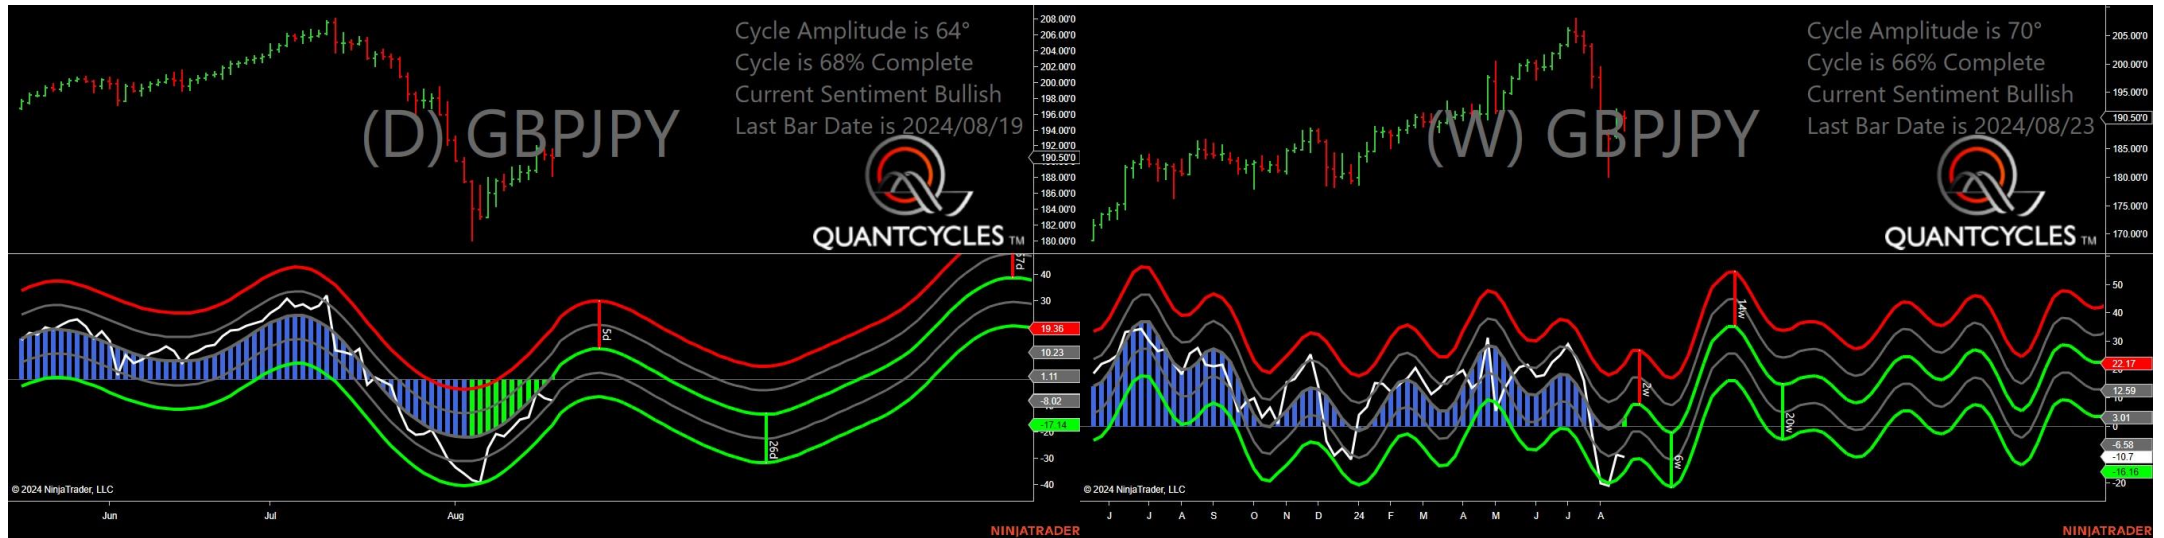 Cycle Amplitude is 64°
Cycle is 68% Complete
Current Sentiment Bullish
Last Bar Date is 2024/08/19
(D) GBPJPY
QUANTCYCLES TM
208.00'0
206.00'0
204.00'0
202.00'0
200.00'0
198.00'0
196.00'0
194.00'0
192.00'0
190.50'0
188.00'0
186.00'0
184.00'0
182.00'0
180.00'0
5d
26d
57d
40
30
19.36
10.23
1.11
-8.02
-17.14
-20
-30
-40
© 2024 NinjaTrader, LLC
Jun Jul Aug
NINJATRADER
Cycle Amplitude is 70°
Cycle is 66% Complete
Current Sentiment Bullish
Last Bar Date is 2024/08/23
(W) GBPJPY
QUANTCYCLES TM
205.00'0
200.00'0
195.00'0
190.50'0
185.00'0
180.00'0
175.00'0
170.00'0
2w
6w
14w
20w
50
40
30
22.17
12.59
3.01
0
-6.58
-10.7
-16.16
-20
© 2024 NinjaTrader, LLC
J J A S O N D 24 F M A M J J A
NINJATRADER